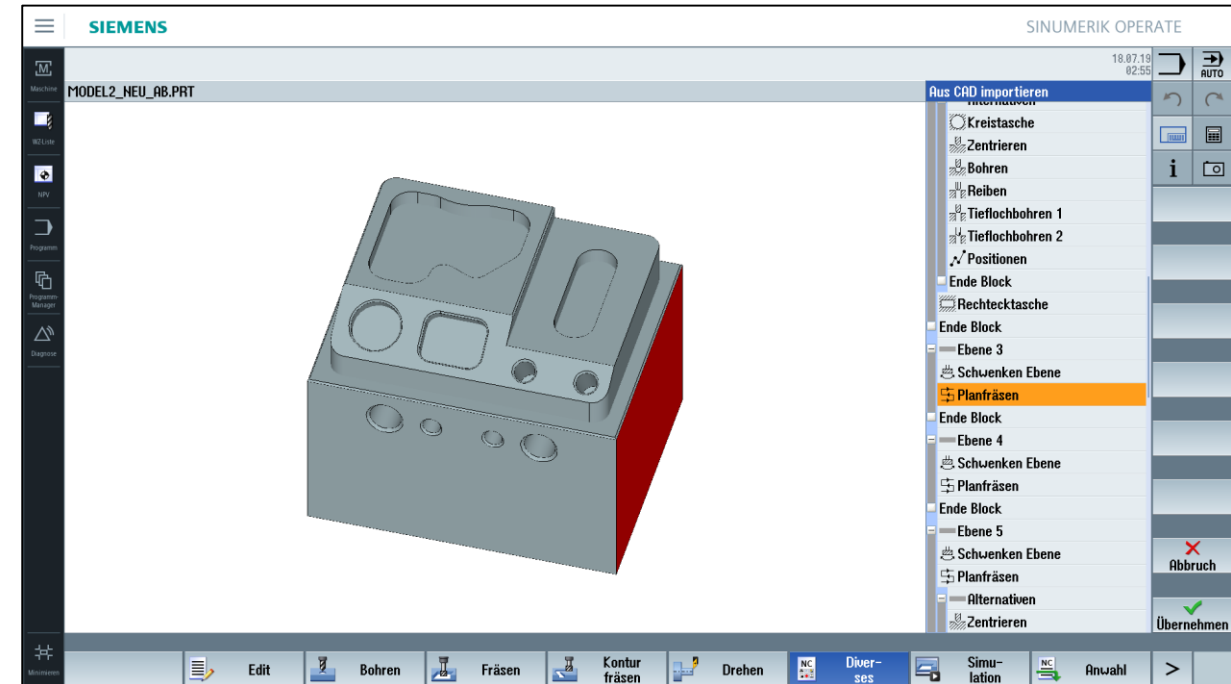 SIEMENS
SINUMERIK OPERATE
18.07.19
02:55
AUTO
MODEL2_NEU_AB.PRT
Aus CAD importieren
Alternativen
Kreistasche
Zentrieren
Bohren
Reiben
Tieflochbohren 1
Tieflochbohren 2
Positionen
Ende Block
Rechtecktasche
Ende Block
Ebene 3
Schwenken Ebene
Planfräsen
Ende Block
Ebene 4
Schwenken Ebene
Planfräsen
Ende Block
Ebene 5
Schwenken Ebene
Planfräsen
Alternativen
Zentrieren
Maschine
WZ Liste
NPV
Programm
Programm
Manager
Diagnose
Minimieren
i
Abbruch
Übernehmen
Edit
Bohren
Fräsen
Kontur
fräsen
Drehen
NC
Diver-
ses
Simu-
lation
NC
Anwahl
>